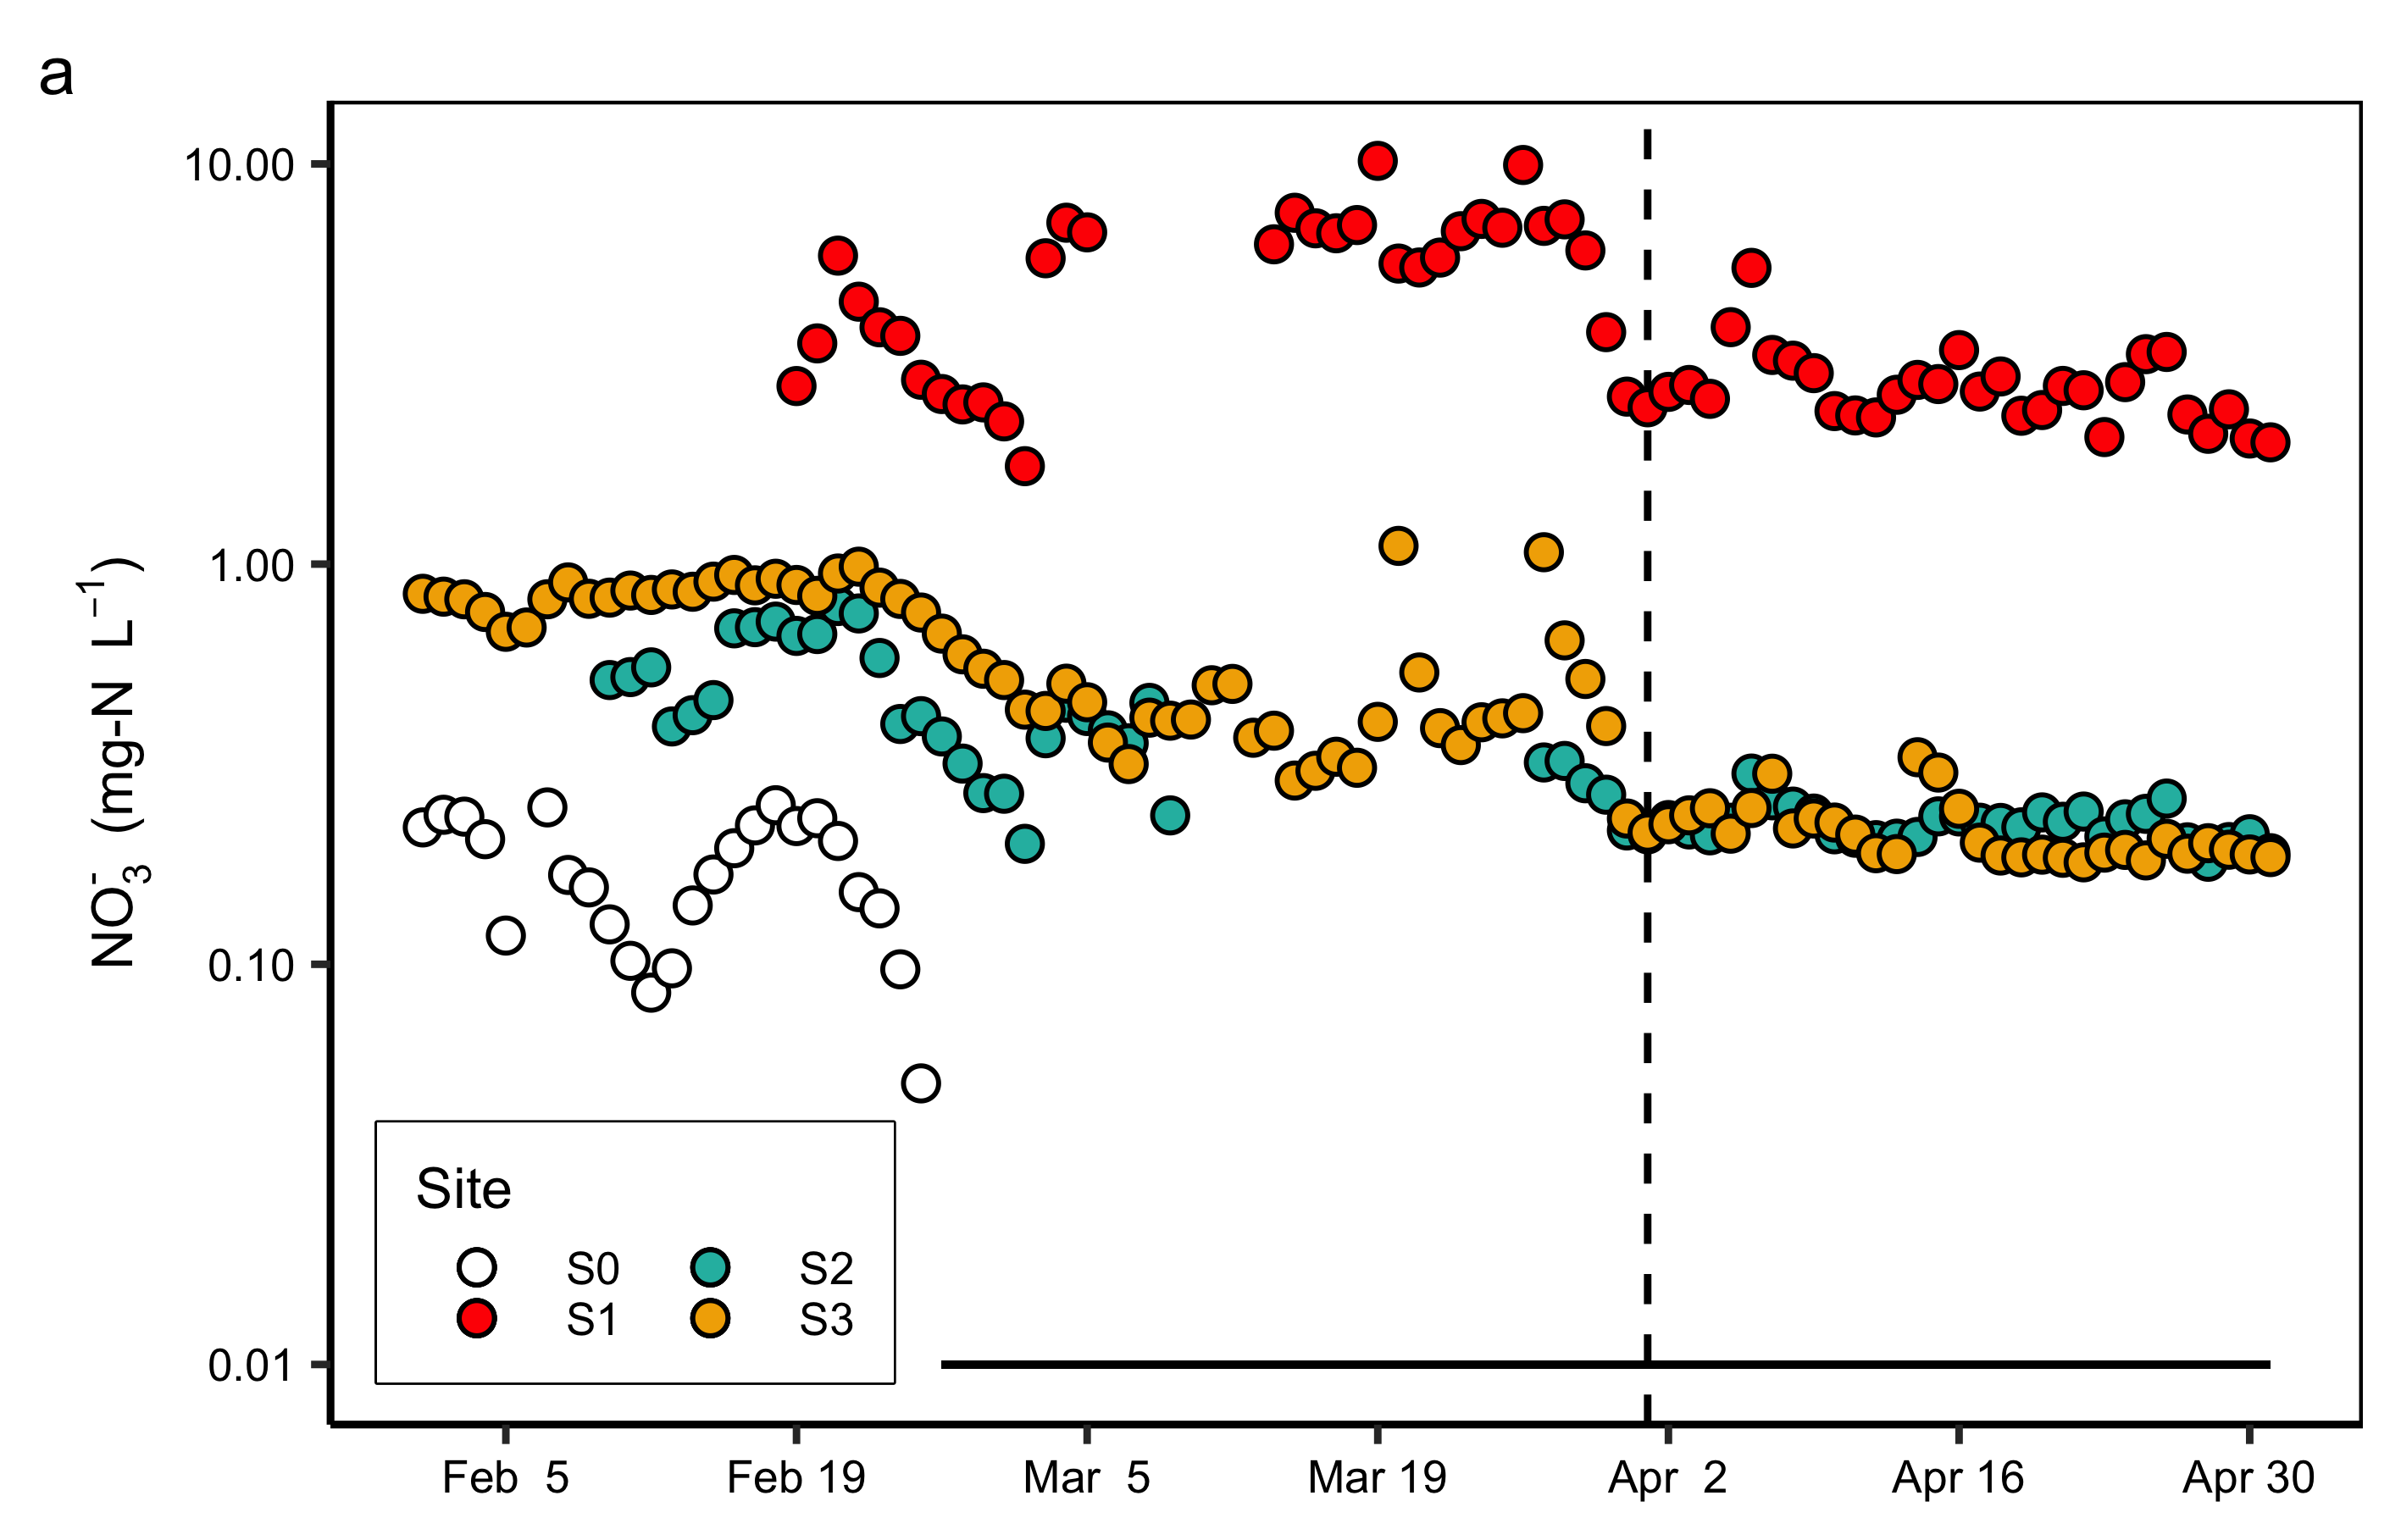 a
10.00
1.00
0.10
0.01
NO₃⁻ (mg-N L⁻¹)
Site
S0 S2
S1 S3
Feb 5 Feb 19 Mar 5 Mar 19 Apr 2 Apr 16 Apr 30